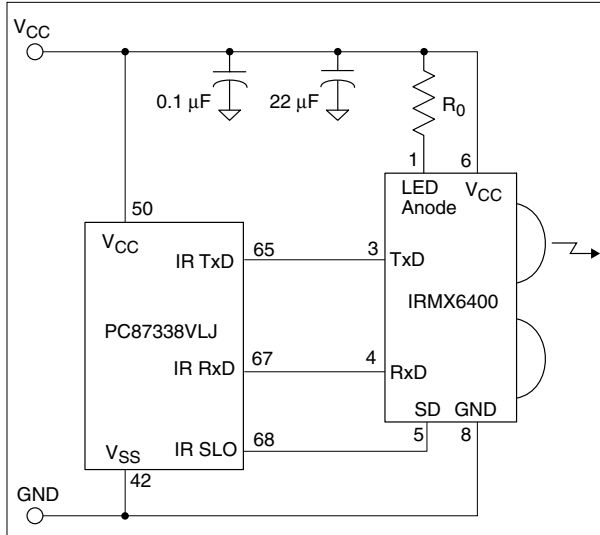 VCC
0.1 µF
22 µF
R0
1
6
LED
Anode
VCC
50
VCC
IR TxD
65
3
TxD
IRMX6400
PC87338VLJ
IR RxD
67
4
RxD
SD
GND
IR SLO
68
5
8
VSS
42
GND